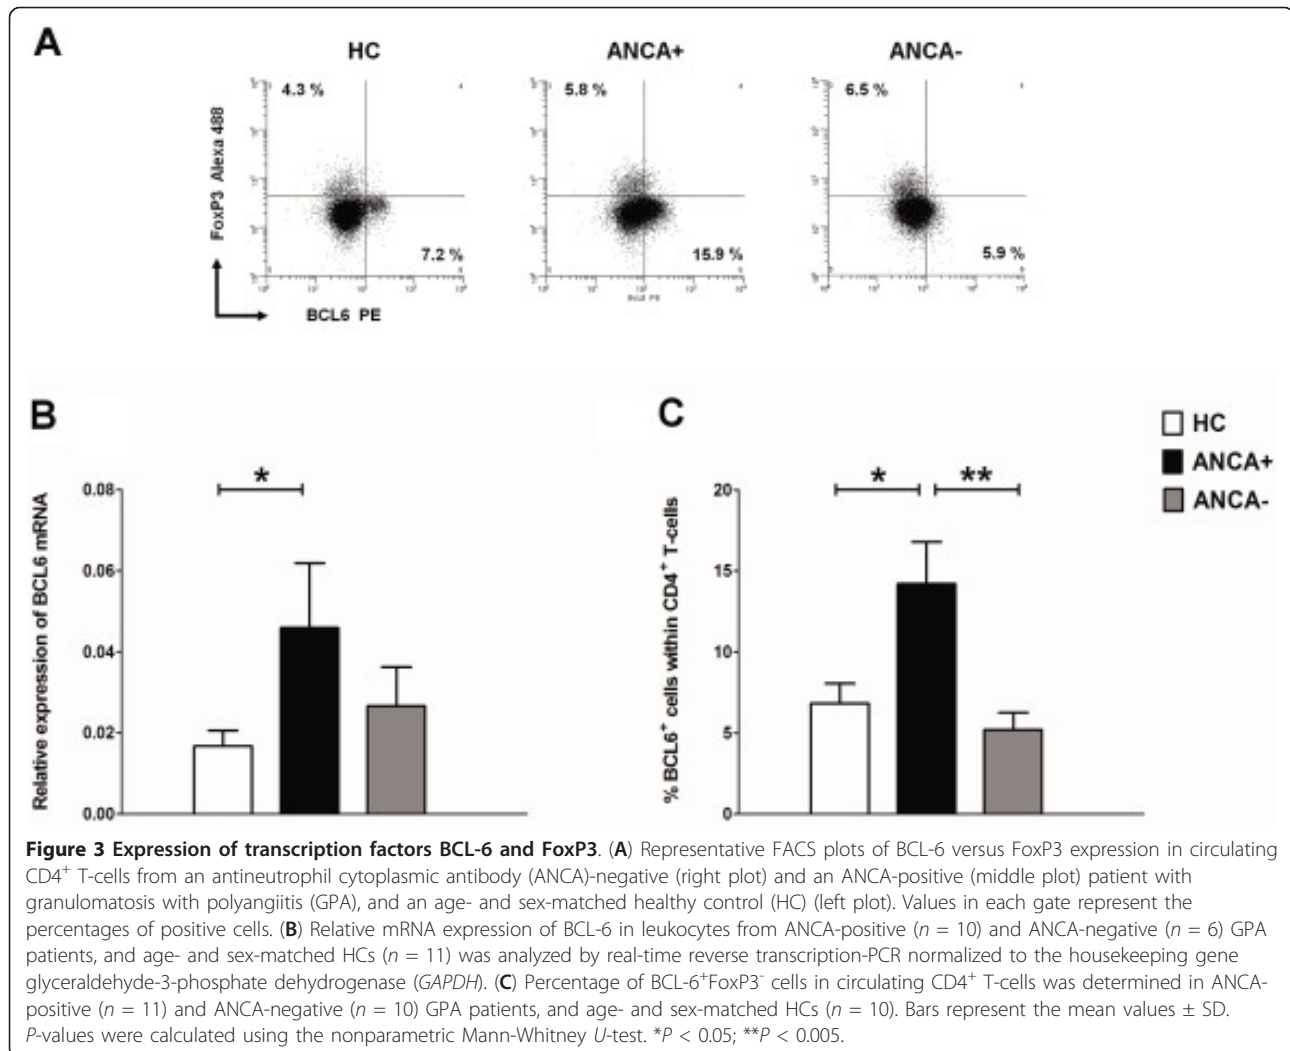 A
HC
ANCA+
ANCA-
4.3 %
5.8 %
6.5 %
FoxP3 Alexa 488
7.2 %
15.9 %
5.9 %
BCL6 PE
BCL6 PE
B
C
HC
ANCA+
ANCA-
*
* **
Relative expression of BCL6 mRNA
0.08
0.06
0.04
0.02
0.00
% BCL6⁺ cells within CD4⁺ T-cells
20
15
10
5
0
Figure 3 Expression of transcription factors BCL-6 and FoxP3. (A) Representative FACS plots of BCL-6 versus FoxP3 expression in circulating
CD4⁺ T-cells from an antineutrophil cytoplasmic antibody (ANCA)-negative (right plot) and an ANCA-positive (middle plot) patient with
granulomatosis with polyangiitis (GPA), and an age- and sex-matched healthy control (HC) (left plot). Values in each gate represent the
percentages of positive cells. (B) Relative mRNA expression of BCL-6 in leukocytes from ANCA-positive (n = 10) and ANCA-negative (n = 6) GPA
patients, and age- and sex-matched HCs (n = 11) was analyzed by real-time reverse transcription-PCR normalized to the housekeeping gene
glyceraldehyde-3-phosphate dehydrogenase (GAPDH). (C) Percentage of BCL-6⁺FoxP3⁻ cells in circulating CD4⁺ T-cells was determined in ANCA-
positive (n = 11) and ANCA-negative (n = 10) GPA patients, and age- and sex-matched HCs (n = 10). Bars represent the mean values ± SD.
P-values were calculated using the nonparametric Mann-Whitney U-test. *P < 0.05; **P < 0.005.